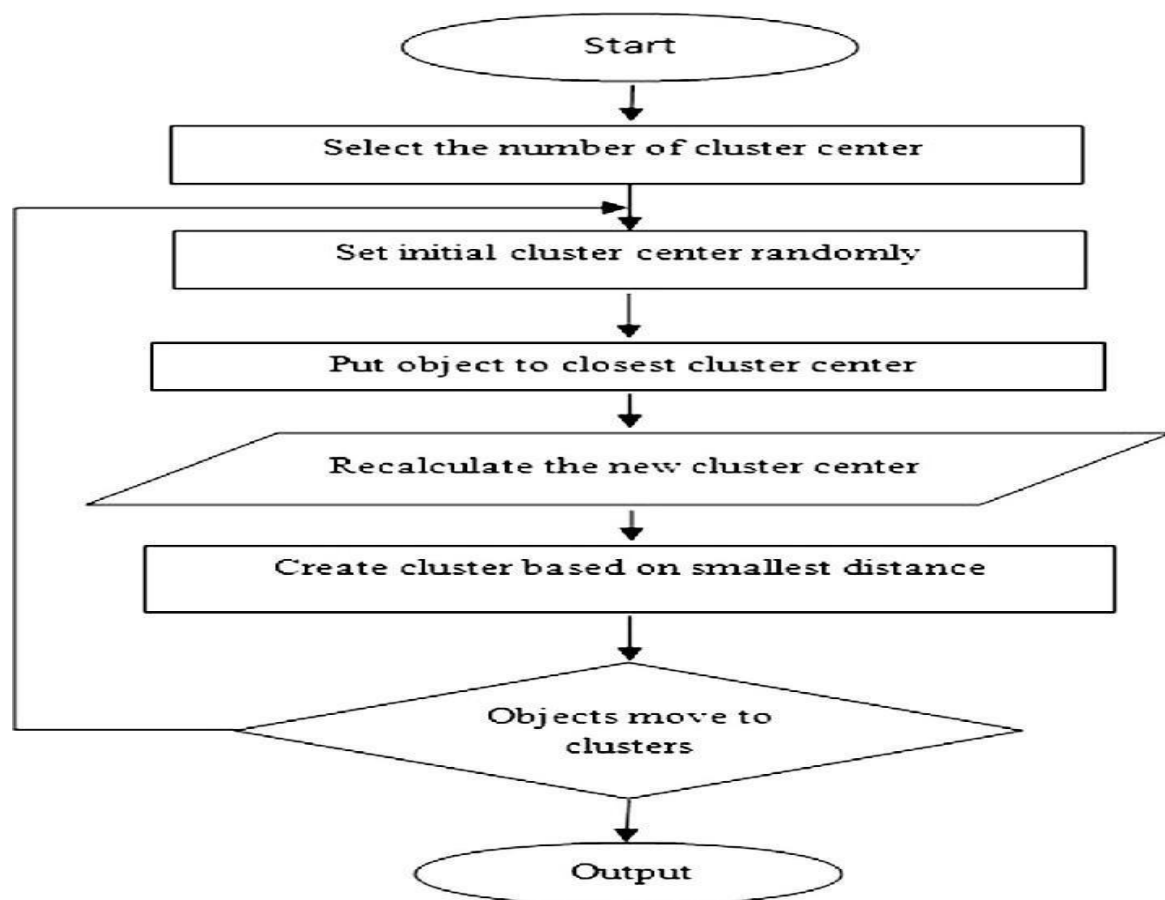 Start
Select the number of cluster center
Set initial cluster center randomly
Put object to closest cluster center
Recalculate the new cluster center
Create cluster based on smallest distance
Objects move to
clusters
Output